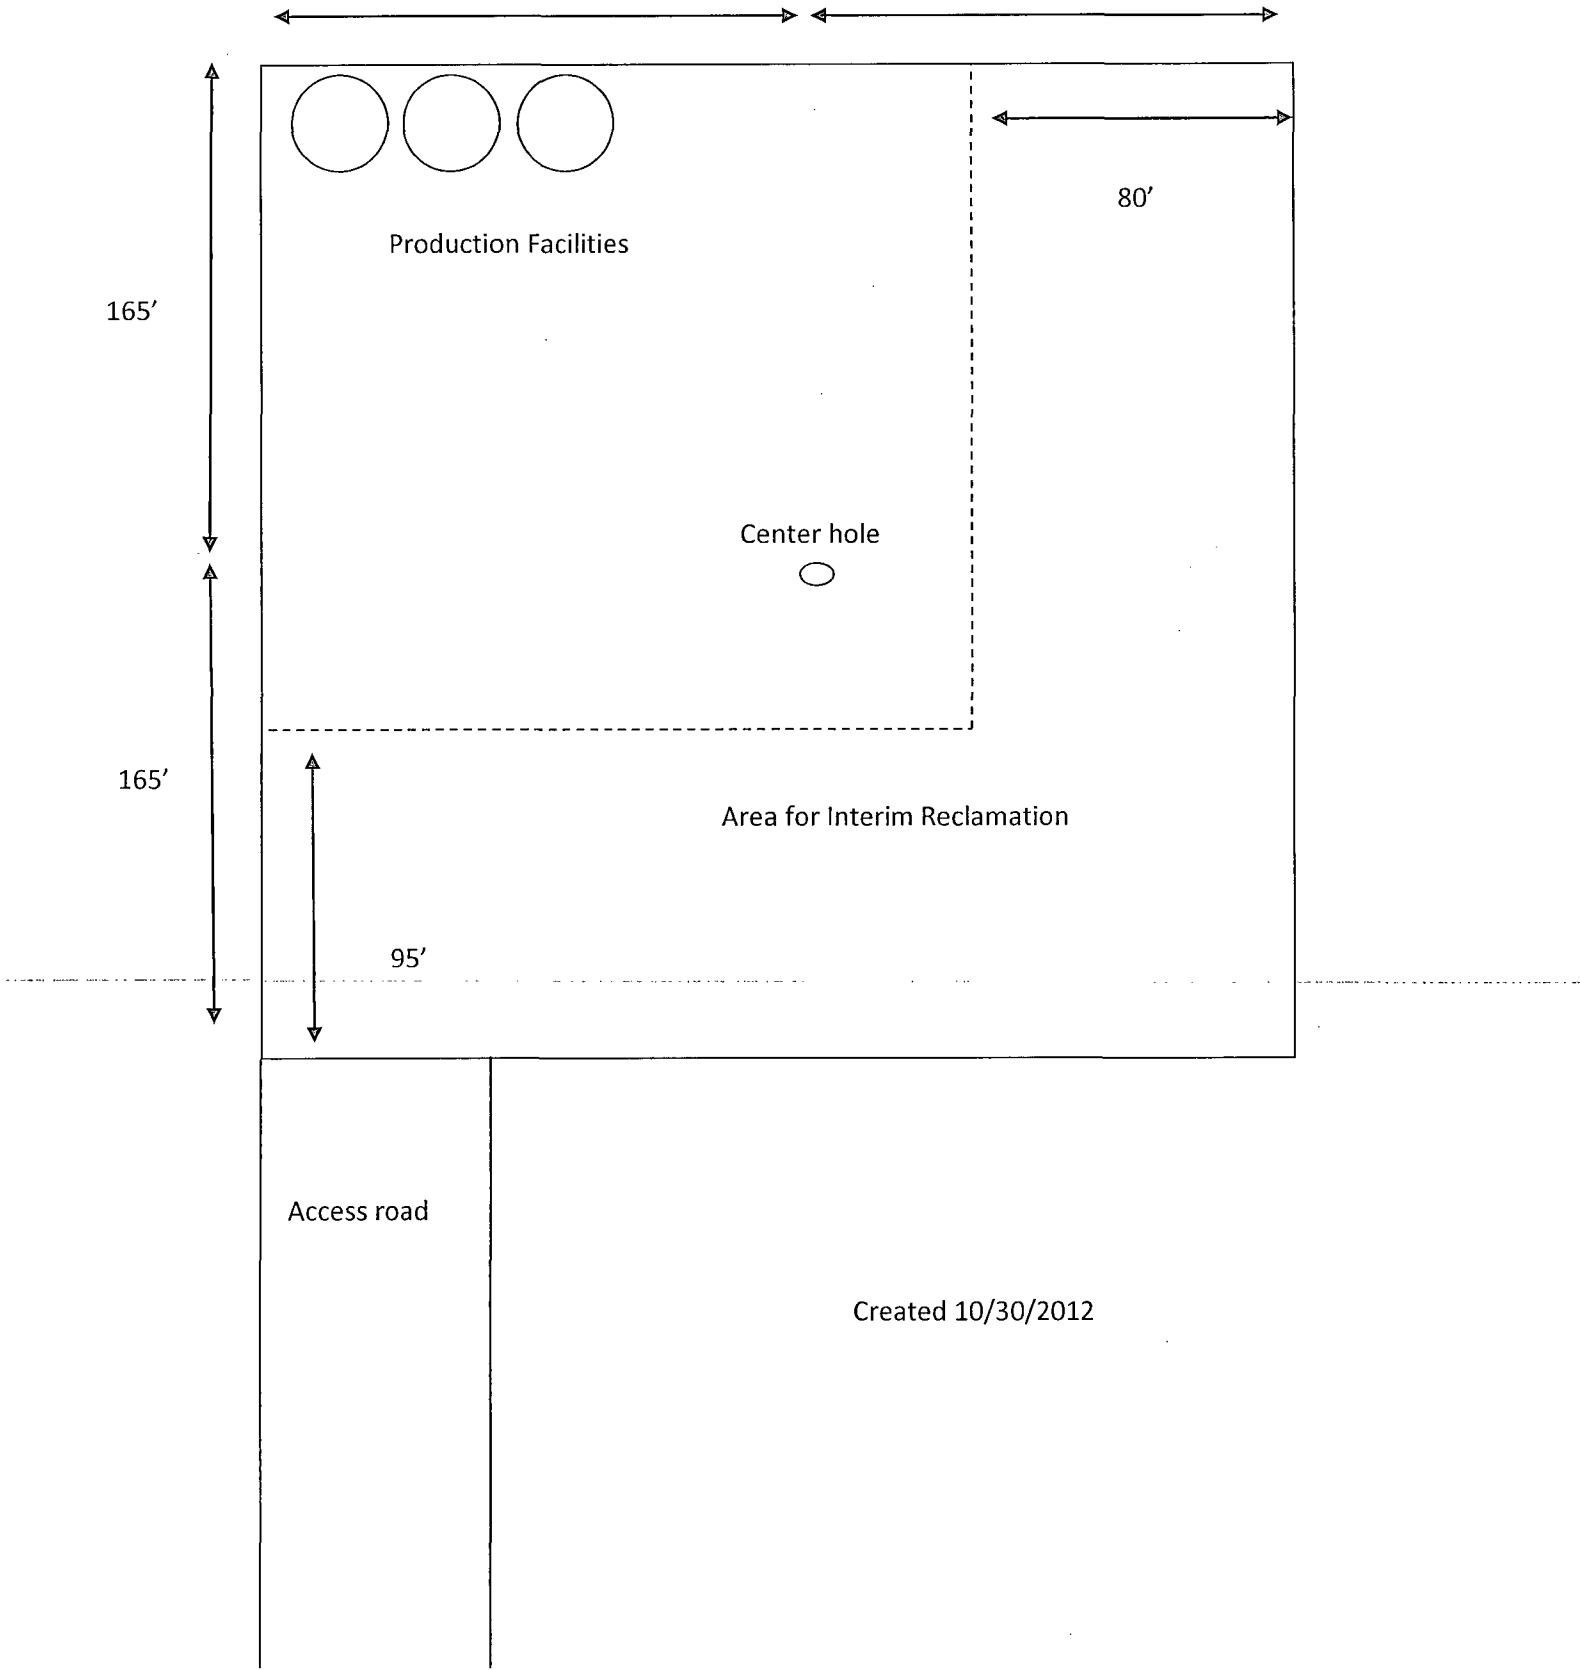 80′
Production Facilities
165′
Center hole
165′
Area for Interim Reclamation
95′
Access road
Created 10/30/2012